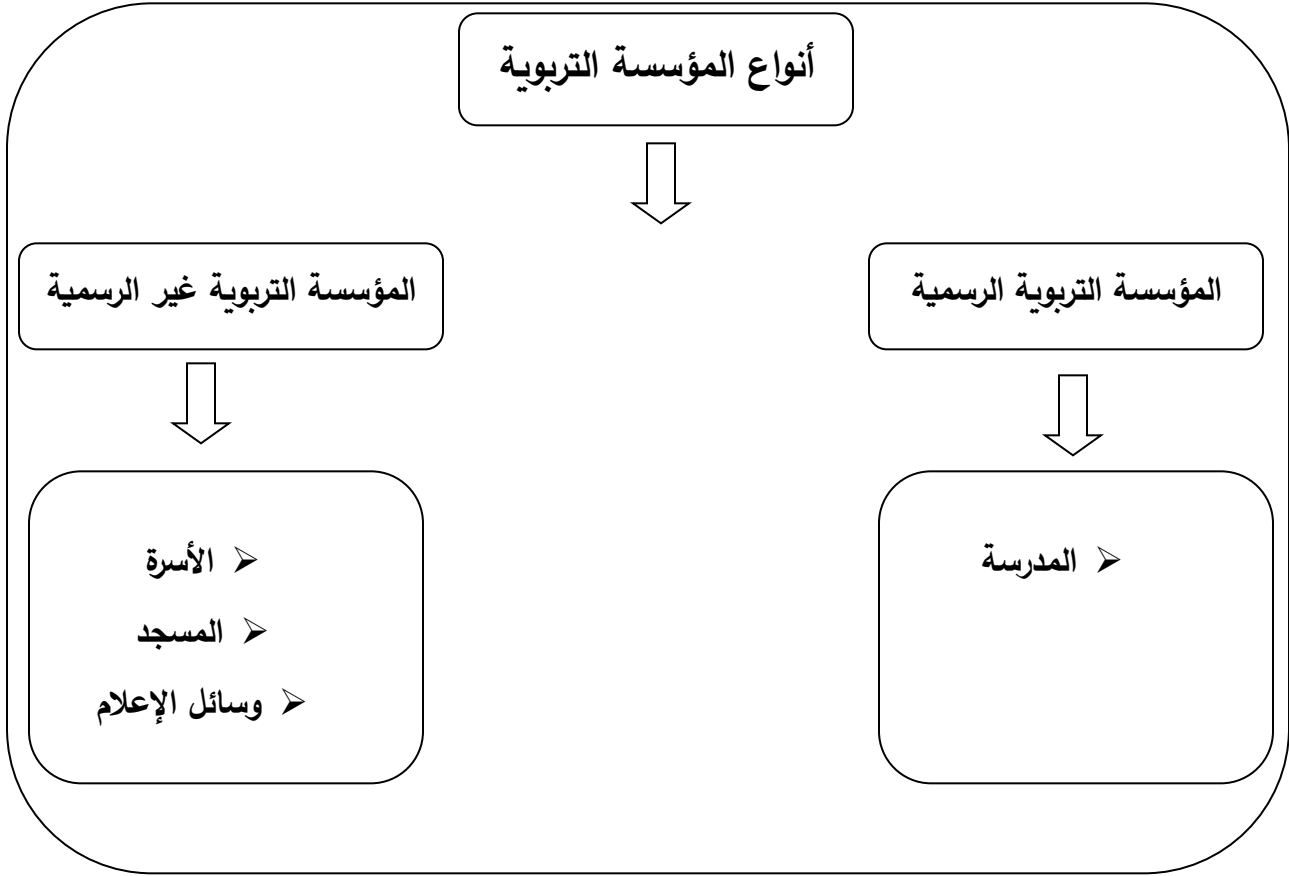 أنواع المؤسسة التربوية
المؤسسة التربوية الرسمية
المؤسسة التربوية غير الرسمية
المدرسة
الأسرة
المسجد
وسائل الإعلام